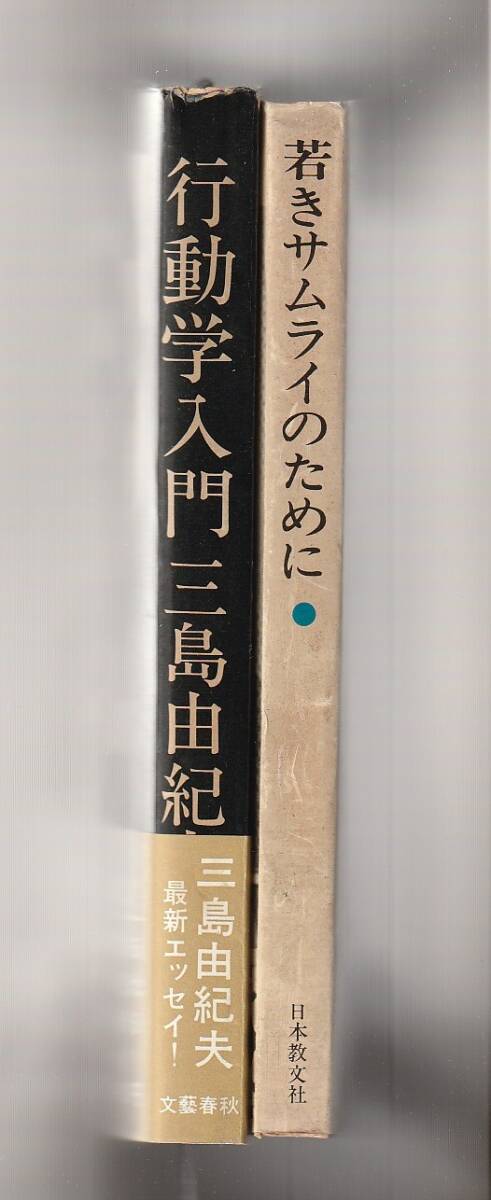 行動学入門 三島由紀
三島由紀夫
最新エッセイ!
文藝春秋
若きサムライのために
日本教文社